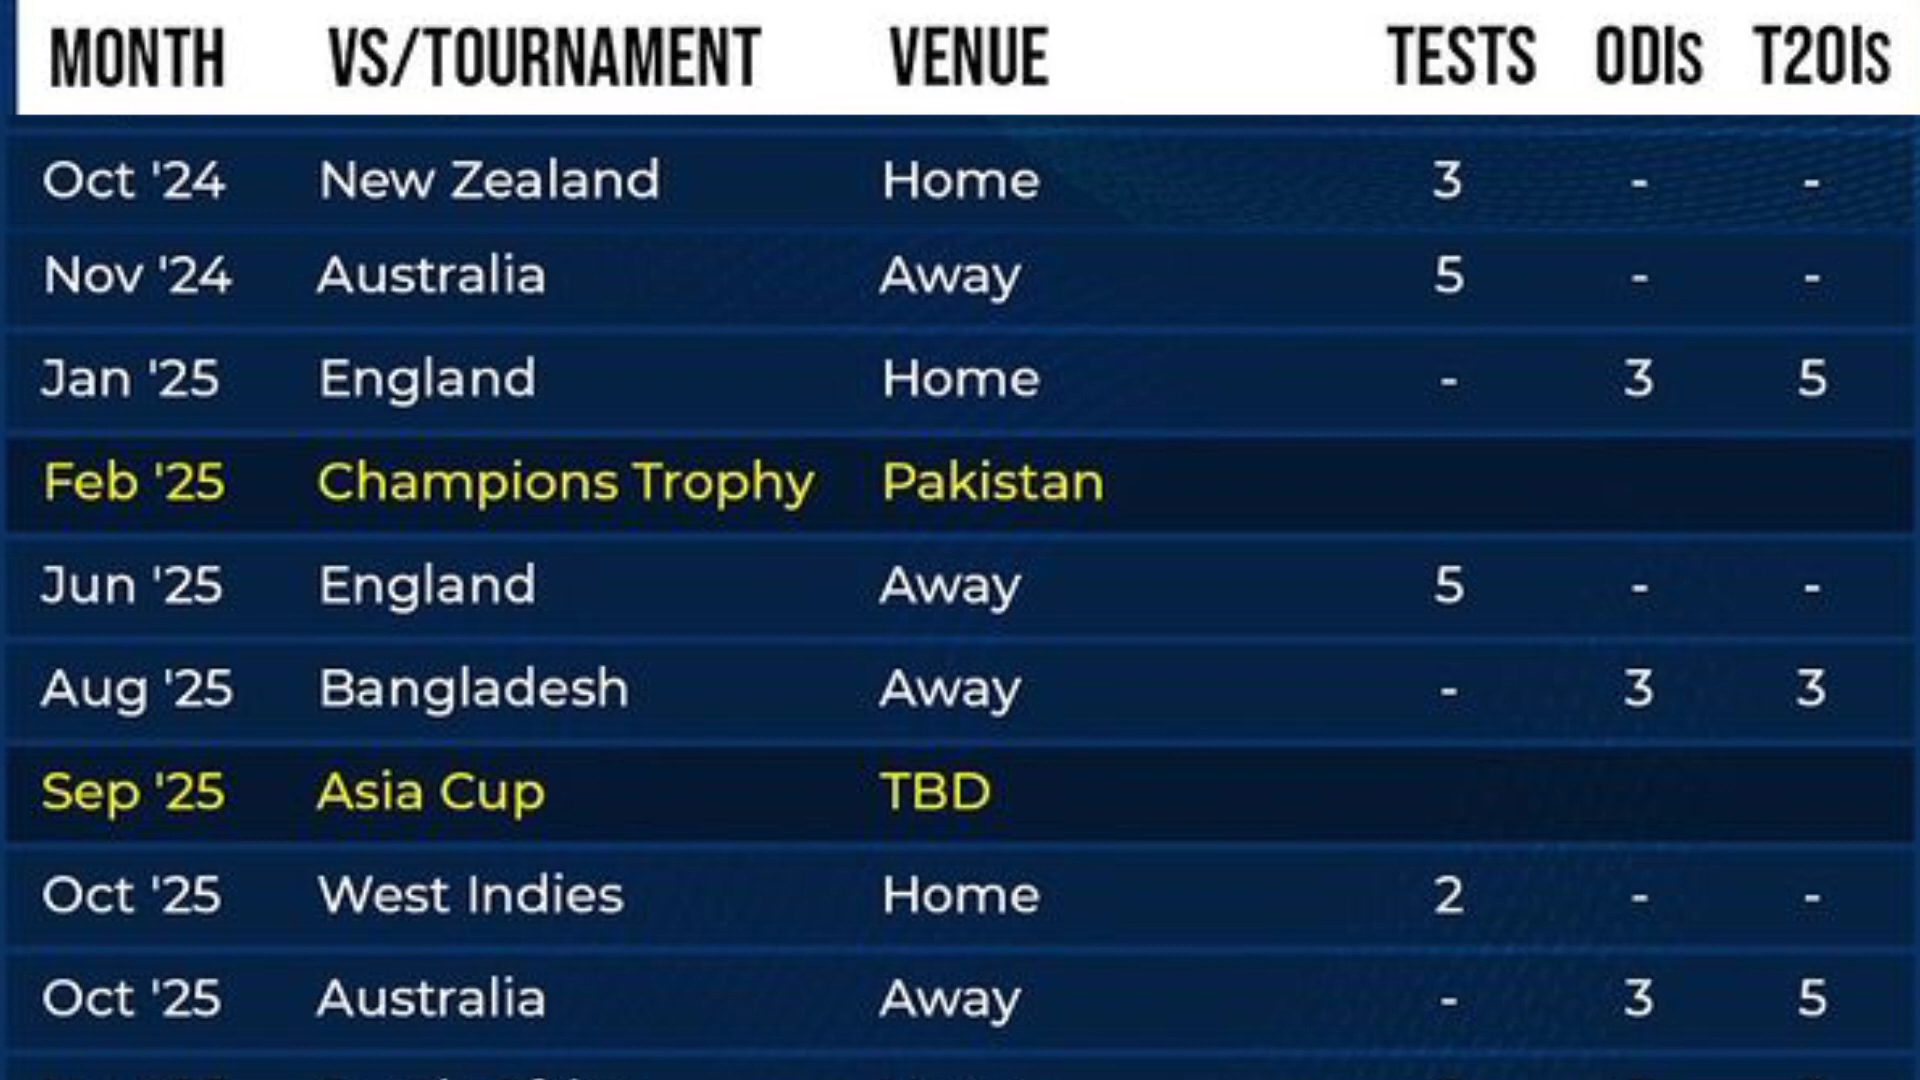 MONTH VS/TOURNAMENT VENUE TESTS ODIs T20Is
Oct '24 New Zealand Home 3 - -
Nov '24 Australia Away 5 - -
Jan '25 England Home - 3 5
Feb '25 Champions Trophy Pakistan
Jun '25 England Away 5 - -
Aug '25 Bangladesh Away - 3 3
Sep '25 Asia Cup TBD
Oct '25 West Indies Home 2 - -
Oct '25 Australia Away - 3 5